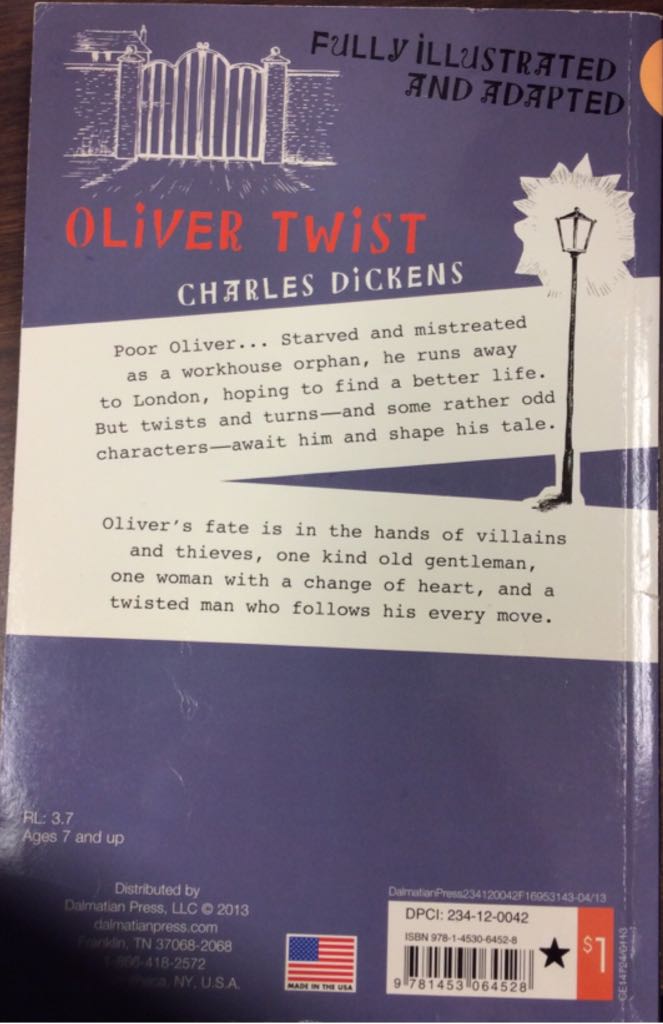 FULLY ILLUSTRATED
AND ADAPTED
OLIVER TWIST
CHARLES DICKENS
Poor Oliver... Starved and mistreated
as a workhouse orphan, he runs away
to London, hoping to find a better life.
But twists and turns—and some rather odd
characters—await him and shape his tale.
Oliver's fate is in the hands of villains
and thieves, one kind old gentleman,
one woman with a change of heart, and a
twisted man who follows his every move.
RL: 3.7
Ages 7 and up
Distributed by
Dalmatian Press, LLC © 2013
dalmatianpress.com
Franklin, TN 37068-2068
1-866-418-2572
NY, U.S.A.
MADE IN THE USA
DalmatianPress234120042F16953143-04/13
DPCI: 234-12-0042
ISBN 978-1-4530-6452-8
9 781453 064528
$1